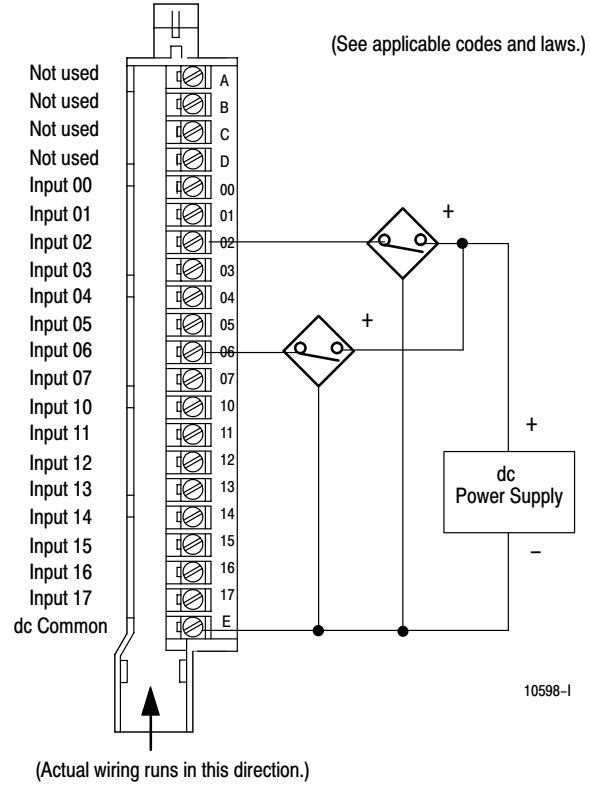 (See applicable codes and laws.)
Not used A
Not used B
Not used C
Not used D
Input 00 00
Input 01 01
Input 02 02
Input 03 03
Input 04 04
Input 05 05
Input 06 06
Input 07 07
Input 10 10
Input 11 11
Input 12 12
Input 13 13
Input 14 14
Input 15 15
Input 16 16
Input 17 17
dc Common E
+
+
+
dc
Power Supply
–
10598–I
(Actual wiring runs in this direction.)